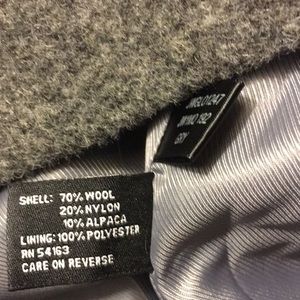 SHELL: 70% WOOL
20% NYLON
10% ALPACA
LINING: 100% POLYESTER
RN 54163
CARE ON REVERSE
GRY